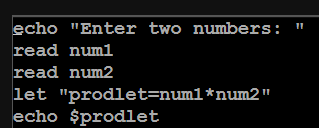 echo "Enter two numbers: "
read num1
read num2
let "prodlet=num1*num2"
echo $prodlet